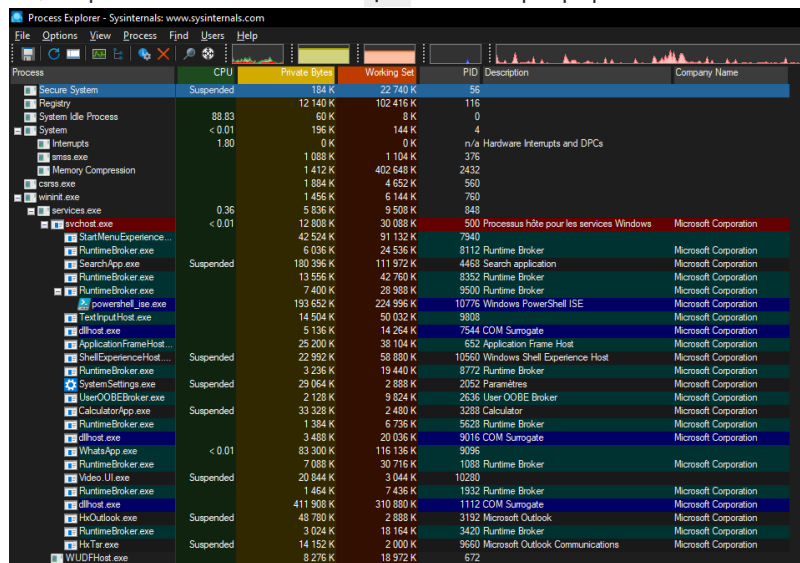 Process Explorer - Sysinternals: www.sysinternals.com
File Options View Process Find Users Help
Process CPU Private Bytes Working Set PID Description Company Name
Secure System Suspended 184 K 22 740 K 56
Registry 12 140 K 102 416 K 116
System Idle Process 88.83 60 K 8 K 0
System < 0.01 196 K 144 K 4
Interrupts 1.80 0 K 0 K n/a Hardware Interrupts and DPCs
smss.exe 1 088 K 1 104 K 376
Memory Compression 1 412 K 402 648 K 2432
csrss.exe 1 884 K 4 652 K 560
wininit.exe 1 456 K 6 144 K 760
services.exe 0.36 5 836 K 9 508 K 848
svchost.exe < 0.01 12 808 K 30 088 K 500 Processus hôte pour les services Windows Microsoft Corporation
StartMenuExperience... 42 524 K 91 132 K 7940
RuntimeBroker.exe 6 036 K 24 536 K 8112 Runtime Broker Microsoft Corporation
SearchApp.exe Suspended 180 396 K 111 972 K 4468 Search application Microsoft Corporation
RuntimeBroker.exe 13 556 K 42 760 K 8352 Runtime Broker Microsoft Corporation
RuntimeBroker.exe 7 400 K 28 988 K 9500 Runtime Broker Microsoft Corporation
powershell_ise.exe 193 652 K 224 996 K 10776 Windows PowerShell ISE Microsoft Corporation
TextInputHost.exe 14 504 K 50 032 K 9808 Microsoft Corporation
dllhost.exe 5 136 K 14 264 K 7544 COM Surrogate Microsoft Corporation
ApplicationFrameHost... 25 200 K 38 104 K 652 Application Frame Host Microsoft Corporation
ShellExperienceHost.... Suspended 22 992 K 58 880 K 10560 Windows Shell Experience Host Microsoft Corporation
RuntimeBroker.exe 3 236 K 19 440 K 8772 Runtime Broker Microsoft Corporation
SystemSettings.exe Suspended 29 064 K 2 888 K 2052 Paramètres Microsoft Corporation
UserOOBEBroker.exe 2 128 K 9 824 K 2636 User OOBE Broker Microsoft Corporation
CalculatorApp.exe Suspended 33 328 K 2 480 K 3288 Calculator Microsoft Corporation
RuntimeBroker.exe 1 384 K 6 736 K 5628 Runtime Broker Microsoft Corporation
dllhost.exe 3 488 K 20 036 K 9016 COM Surrogate Microsoft Corporation
WhatsApp.exe < 0.01 83 300 K 116 136 K 9096
RuntimeBroker.exe 7 088 K 30 716 K 1088 Runtime Broker Microsoft Corporation
Video.UI.exe Suspended 20 844 K 3 044 K 10280
RuntimeBroker.exe 1 464 K 7 436 K 1932 Runtime Broker Microsoft Corporation
dllhost.exe 411 908 K 310 880 K 1112 COM Surrogate Microsoft Corporation
HxOutlook.exe Suspended 48 780 K 2 888 K 3192 Microsoft Outlook Microsoft Corporation
RuntimeBroker.exe 3 024 K 18 164 K 3420 Runtime Broker Microsoft Corporation
HxTsr.exe Suspended 14 152 K 2 000 K 9660 Microsoft Outlook Communications Microsoft Corporation
WUDFHost.exe 8 276 K 18 972 K 672